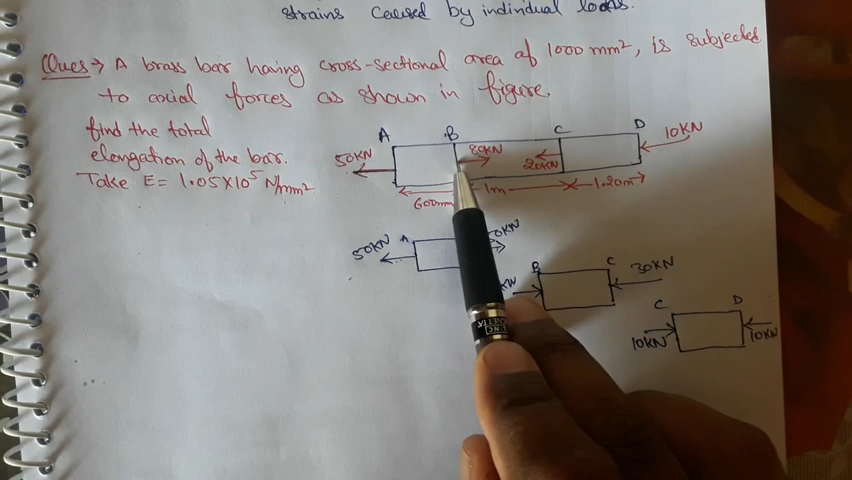 strains caused by individual loads.
Ques → A brass bar having cross-sectional area of 1000 mm², is subjected
to axial forces as shown in figure.
find the total
elongation of the bar.
Take E = 1.05×10⁵ N/mm²
A B C D
50KN 80KN 20KN 10KN
600mm 1m 1.20m
50KN A
B C 30KN
C D
10KN 10KN